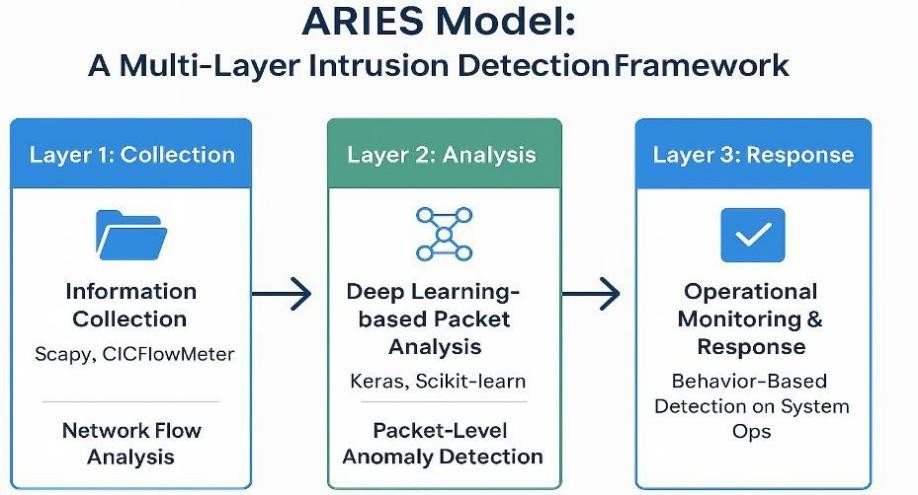 ARIES Model:
A Multi-Layer Intrusion Detection Framework
Layer 1: Collection
Information
Collection
Scapy, CICFlowMeter
Network Flow
Analysis
Layer 2: Analysis
Deep Learning-
based Packet
Analysis
Keras, Scikit-learn
Packet-Level
Anomaly Detection
Layer 3: Response
Operational
Monitoring &
Response
Behavior-Based
Detection on System
Ops